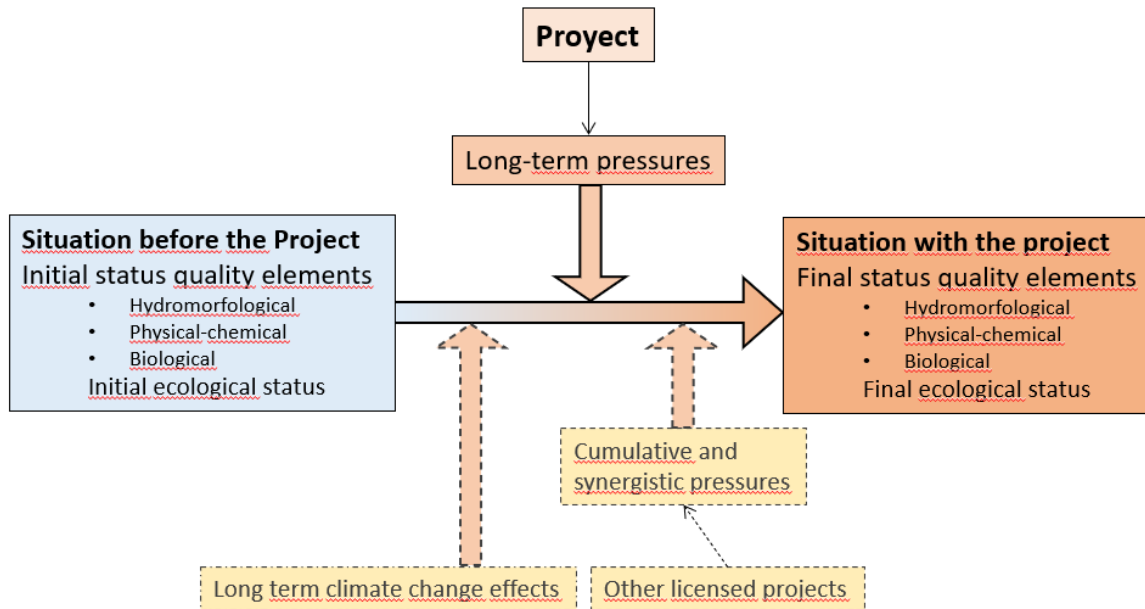 Proyect
Long-term pressures
Situation before the Project
Initial status quality elements
• Hydromorfological
• Physical-chemical
• Biological
Initial ecological status
Situation with the project
Final status quality elements
• Hydromorfological
• Physical-chemical
• Biological
Final ecological status
Cumulative and
synergistic pressures
Long term climate change effects
Other licensed projects